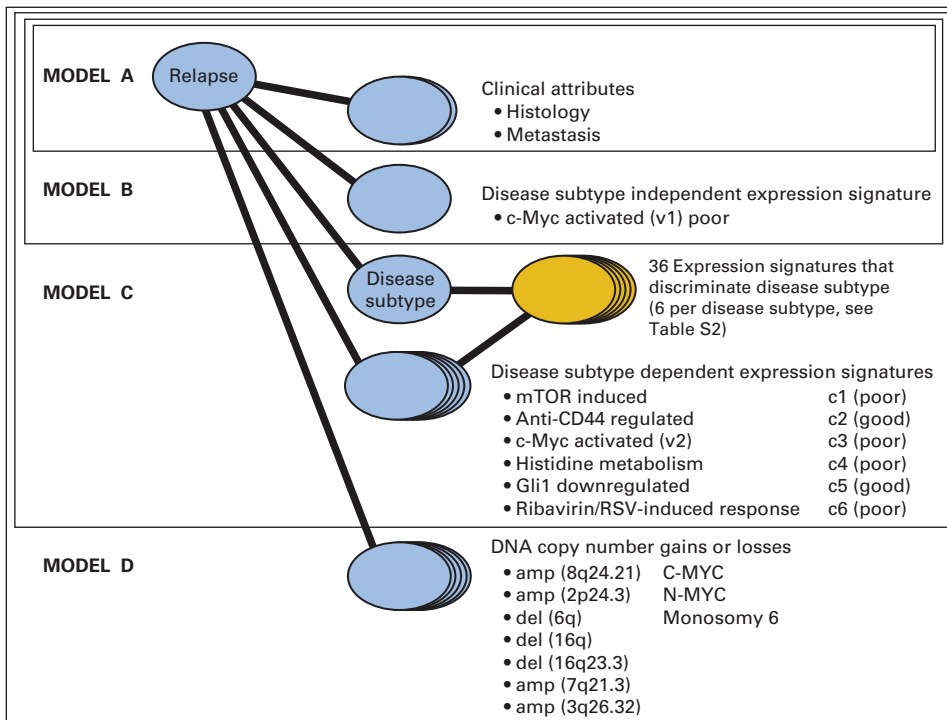 MODEL A
Relapse
Clinical attributes
• Histology
• Metastasis
MODEL B
Disease subtype independent expression signature
• c-Myc activated (v1) poor
MODEL C
Disease
subtype
36 Expression signatures that
discriminate disease subtype
(6 per disease subtype, see
Table S2)
Disease subtype dependent expression signatures
• mTOR induced c1 (poor)
• Anti-CD44 regulated c2 (good)
• c-Myc activated (v2) c3 (poor)
• Histidine metabolism c4 (poor)
• Gli1 downregulated c5 (good)
• Ribavirin/RSV-induced response c6 (poor)
MODEL D
DNA copy number gains or losses
• amp (8q24.21) C-MYC
• amp (2p24.3) N-MYC
• del (6q) Monosomy 6
• del (16q)
• del (16q23.3)
• amp (7q21.3)
• amp (3q26.32)